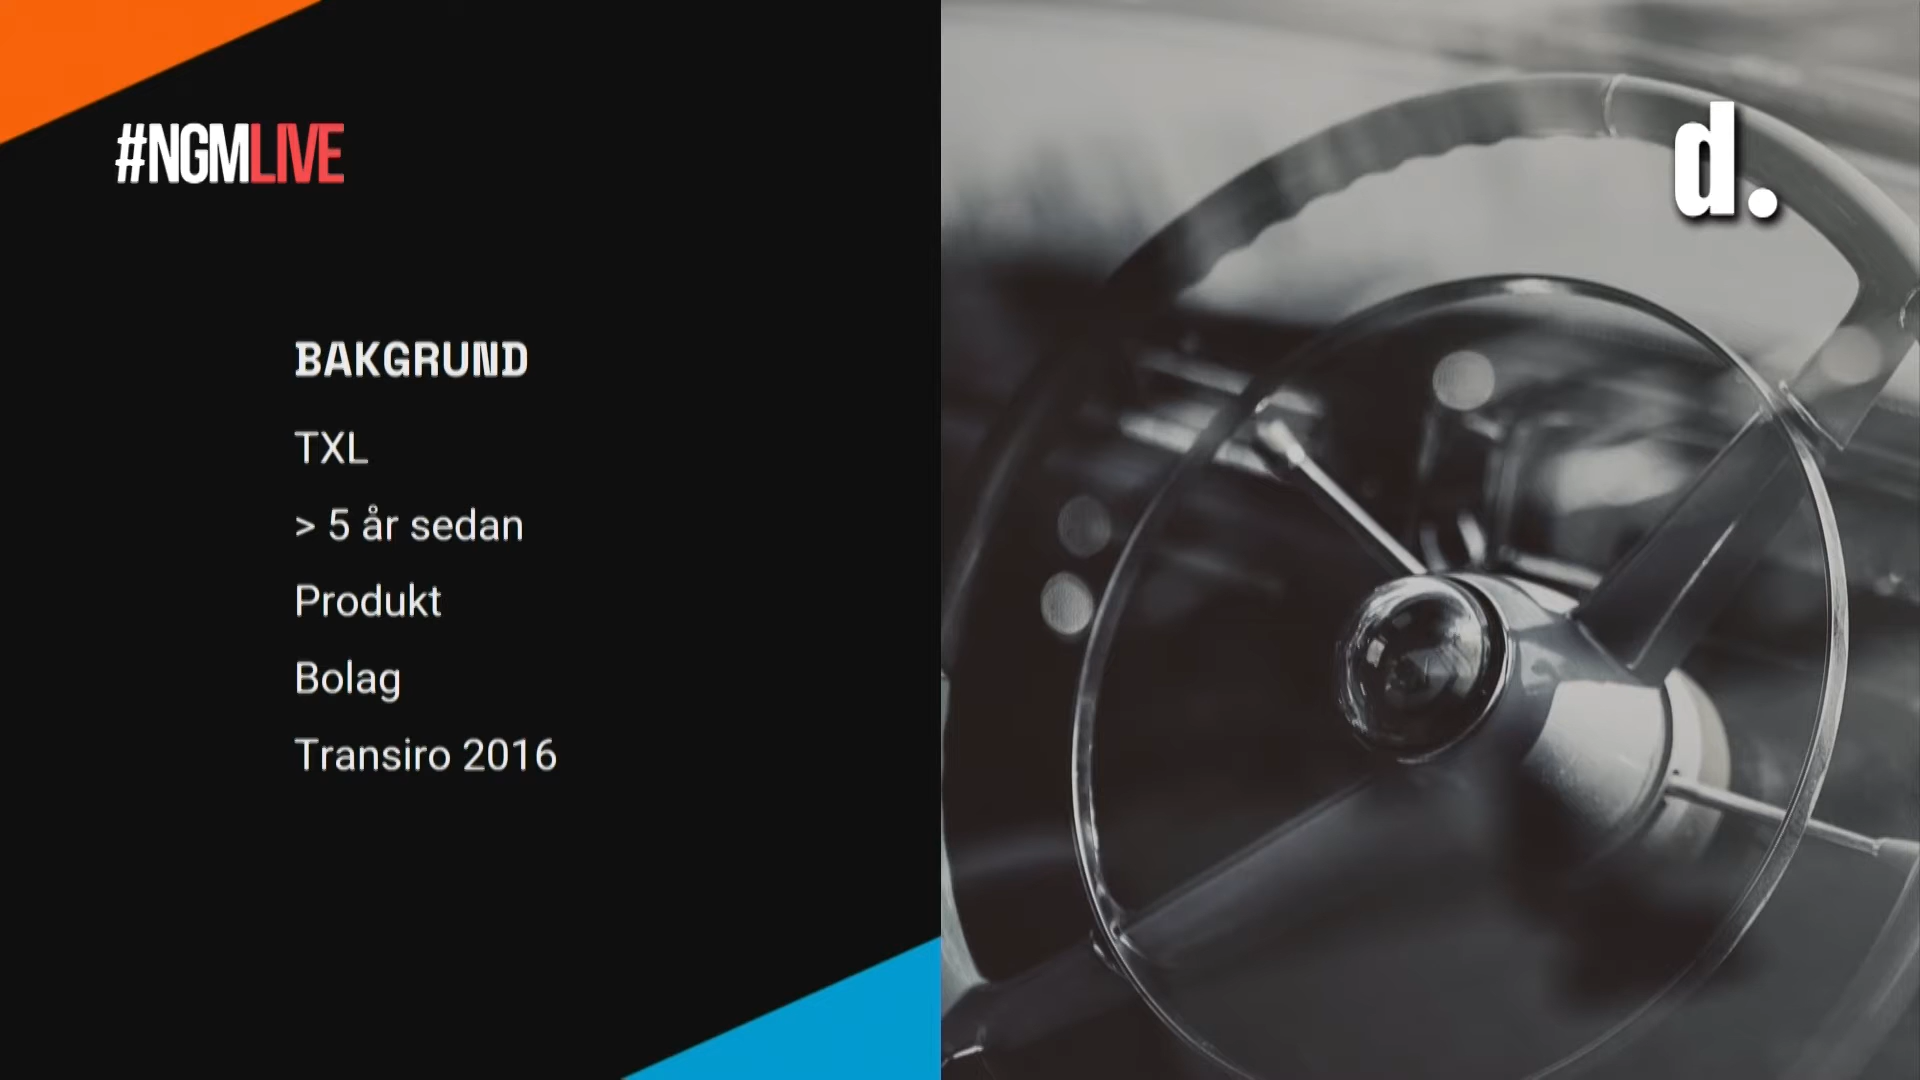 #NGMLIVE
d.
BAKGRUND
TXL
> 5 år sedan
Produkt
Bolag
Transiro 2016